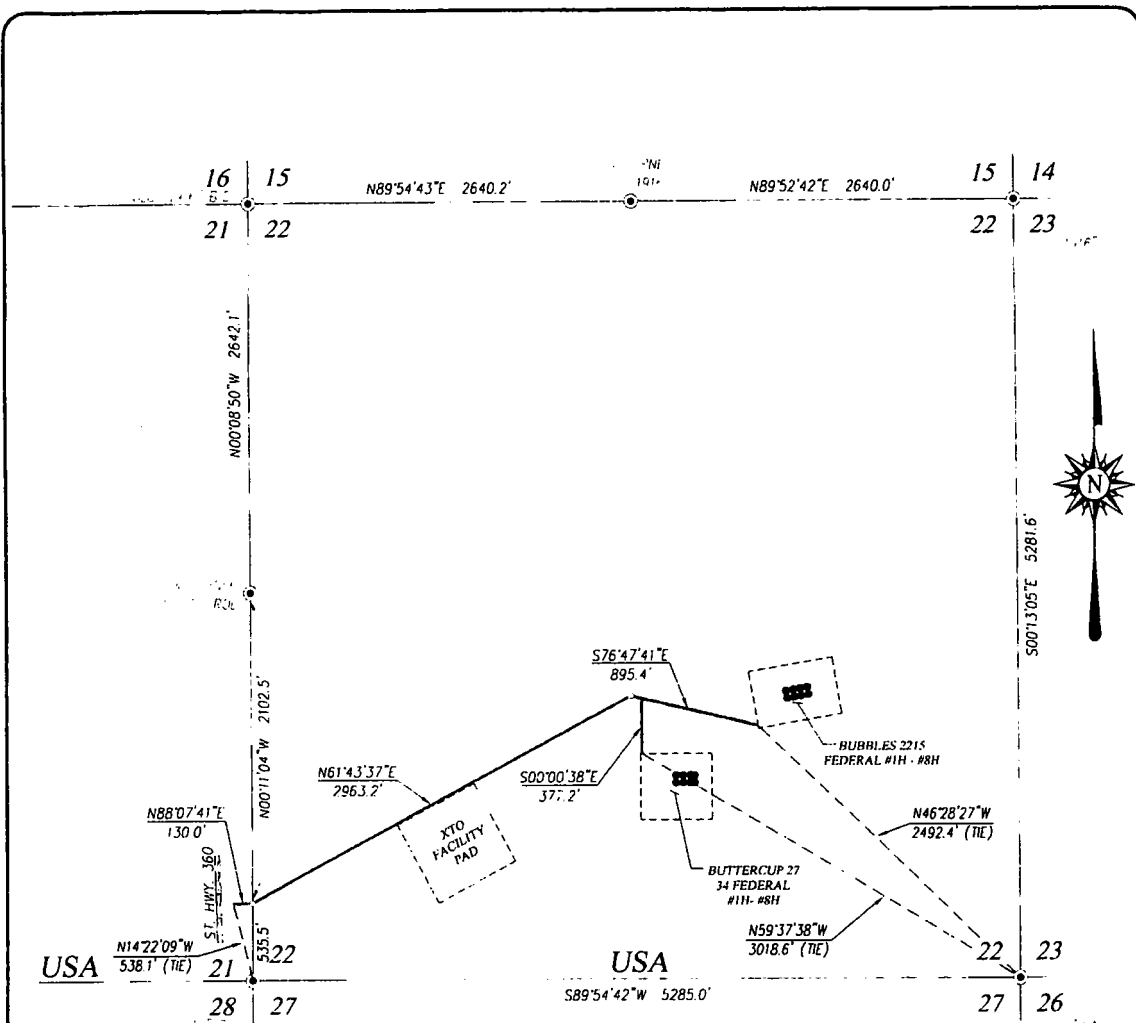 16 15
N89°54'43"E 2640.2'
N89°52'42"E 2640.0'
15 14
21 22
22 23
N00°08'50"W 2642.1'
S00°13'05"E 5281.6'
N
N00°11'04"W 2102.5'
S76°47'41"E
895.4'
BUBBLES 2215
FEDERAL #1H - #8H
N61°43'37"E
2963.2'
S00°00'38"E
377.2'
N88°07'41"E
130.0'
XTO
FACILITY
PAD
N46°28'27"W
2492.4' (TIE)
ST. HWY. 360
BUTTERCUP 27
34 FEDERAL
#1H- #8H
N59°37'38"W
3018.6' (TIE)
N14°22'09"W
538.1' (TIE)
535.5'
USA
21 22
USA
22 23
S89°54'42"W 5285.0'
28 27
27 26